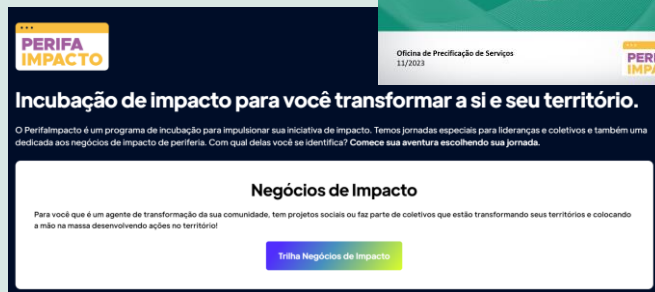 PERIFA
IMPACTO
Oficina de Precificação de Serviços
11/2023
Incubação de impacto para você transformar a si e seu território.
O PerifaImpacto é um programa de incubação para impulsionar sua iniciativa de impacto. Temos jornadas especiais para lideranças e coletivos e também uma
dedicada aos negócios de impacto de periferia. Com qual delas você se identifica? Comece sua aventura escolhendo sua jornada.
Negócios de Impacto
Para você que é um agente de transformação da sua comunidade, tem projetos sociais ou faz parte de coletivos que estão transformando seus territórios e colocando
a mão na massa desenvolvendo ações no território!
Trilha Negócios de Impacto